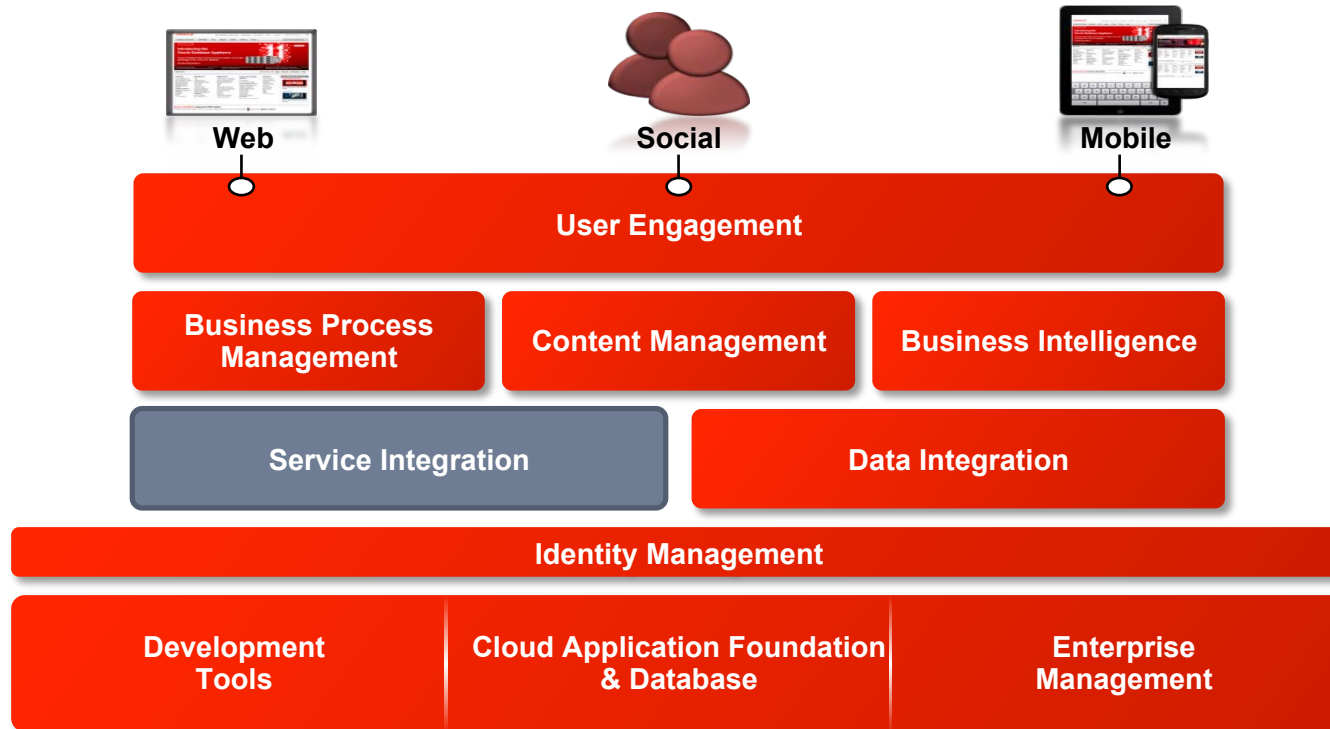 Web
Social
Mobile
User Engagement
Business Process
Management
Content Management
Business Intelligence
Service Integration
Data Integration
Identity Management
Development
Tools
Cloud Application Foundation
& Database
Enterprise
Management